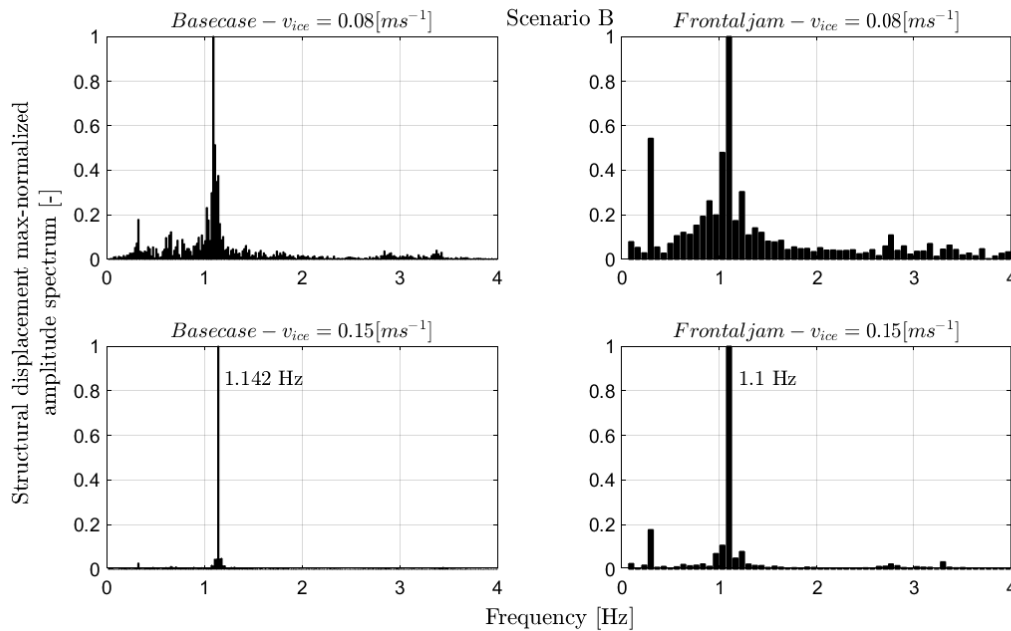 Scenario B
Basecase − v_ice = 0.08[ms⁻¹]
1
0.8
0.6
0.4
0.2
0
0 1 2 3 4
Frontaljam − v_ice = 0.08[ms⁻¹]
1
0.8
0.6
0.4
0.2
0
0 1 2 3 4
Structural displacement max-normalized
amplitude spectrum [-]
Basecase − v_ice = 0.15[ms⁻¹]
1
0.8
0.6
0.4
0.2
0
1.142 Hz
0 1 2 3 4
Frontaljam − v_ice = 0.15[ms⁻¹]
1
0.8
0.6
0.4
0.2
0
1.1 Hz
0 1 2 3 4
Frequency [Hz]